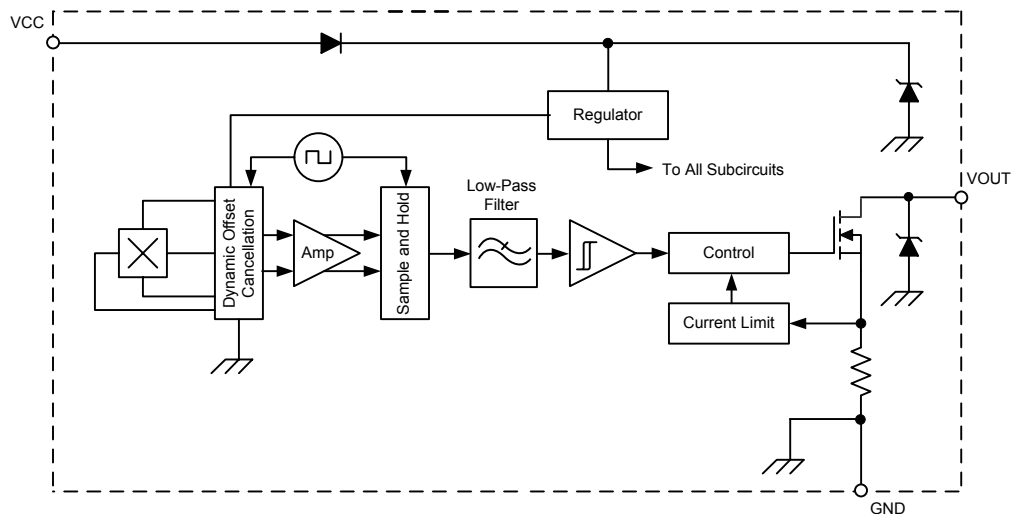 VCC
Regulator
To All Subcircuits
VOUT
Low-Pass
Filter
Dynamic Offset
Cancellation
Amp
Sample and Hold
Control
Current Limit
GND